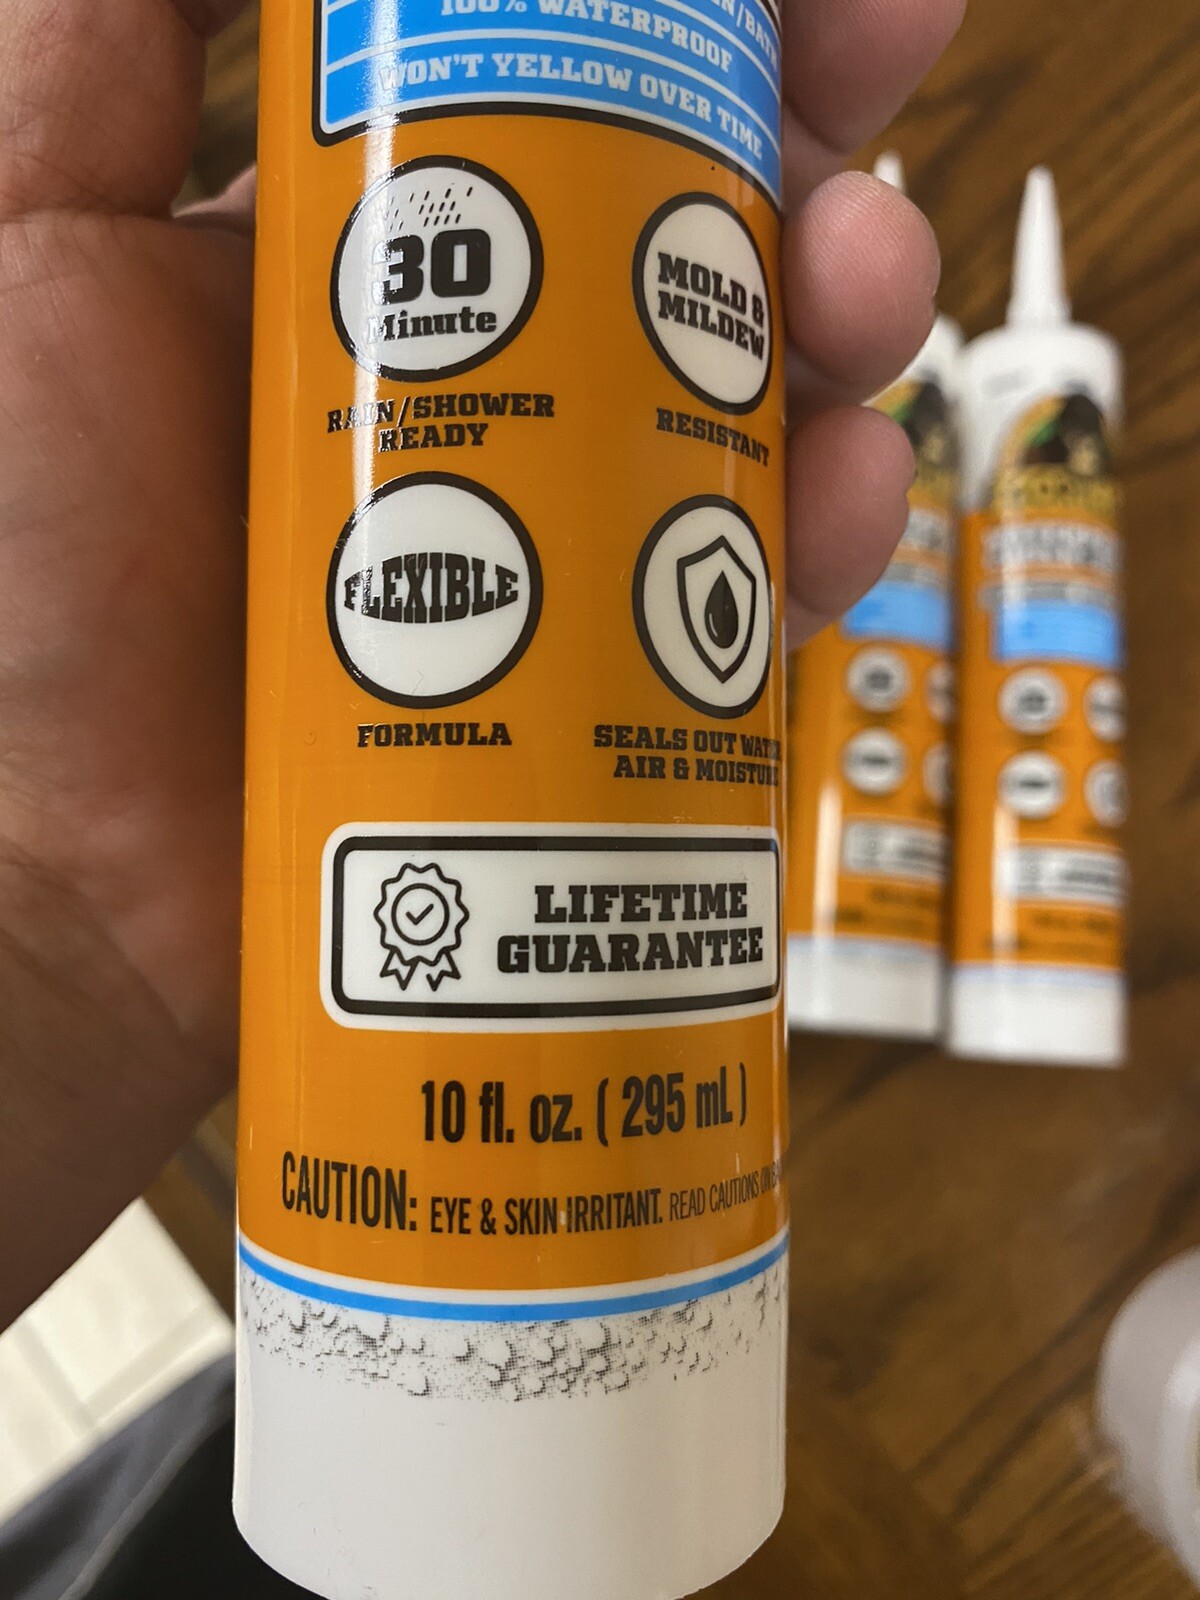 100% WATERPROOF
WON'T YELLOW OVER TIME
30
Minute
RAIN/SHOWER
READY
MOLD &
MILDEW
RESISTANT
FLEXIBLE
FORMULA
SEALS OUT WATER
AIR & MOISTURE
LIFETIME
GUARANTEE
10 fl. oz. ( 295 mL )
CAUTION: EYE & SKIN IRRITANT. READ CAUTIONS ON